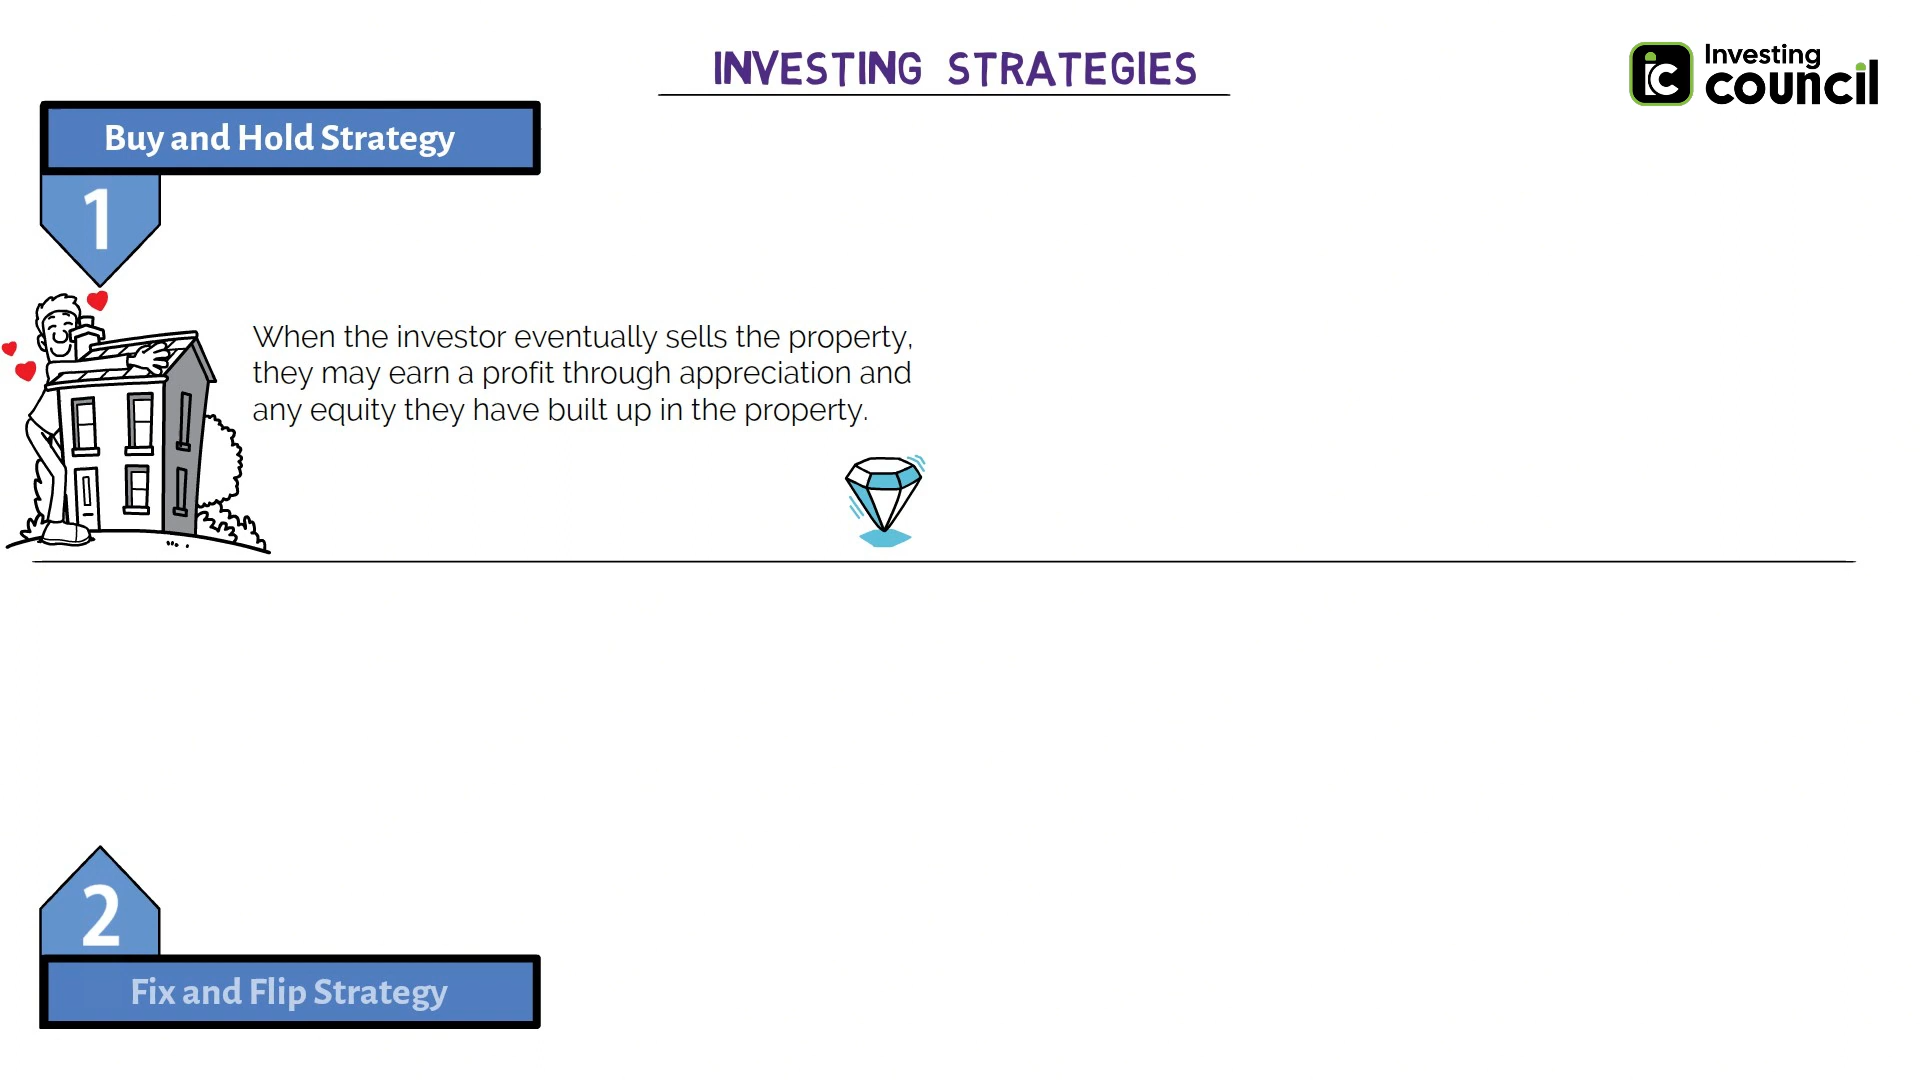 INVESTING STRATEGIES
ic
Investing
council
Buy and Hold Strategy
1
When the investor eventually sells the property,
they may earn a profit through appreciation and
any equity they have built up in the property.
2
Fix and Flip Strategy